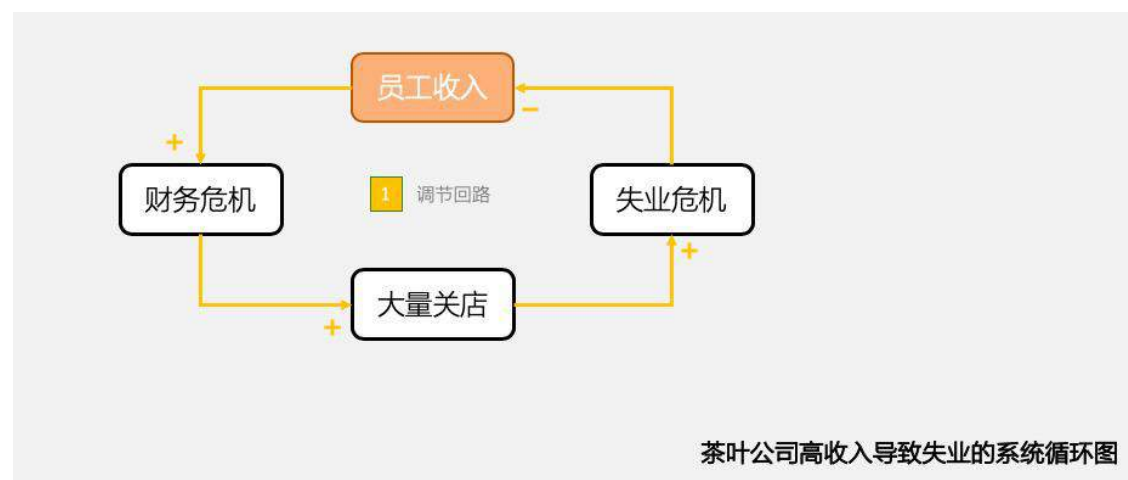 员工收入
−
+
财务危机
1 调节回路
失业危机
+
大量关店
+
茶叶公司高收入导致失业的系统循环图